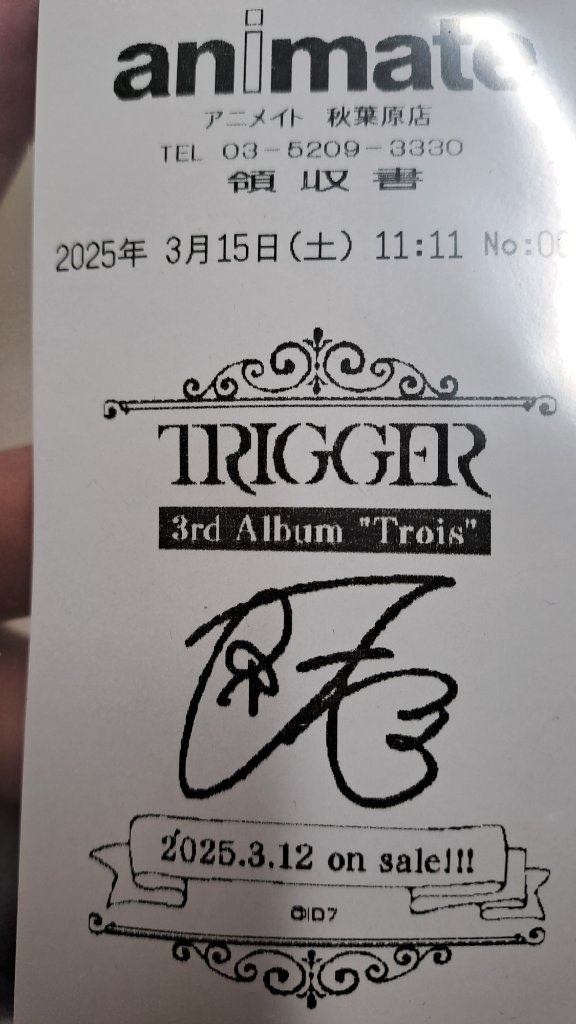 animate
アニメイト 秋葉原店
TEL 03-5209-3330
領収書
2025年 3月15日(土) 11:11 No:00
TRIGGER
3rd Album "Trois"
2025.3.12 on sale!!!
©ID7